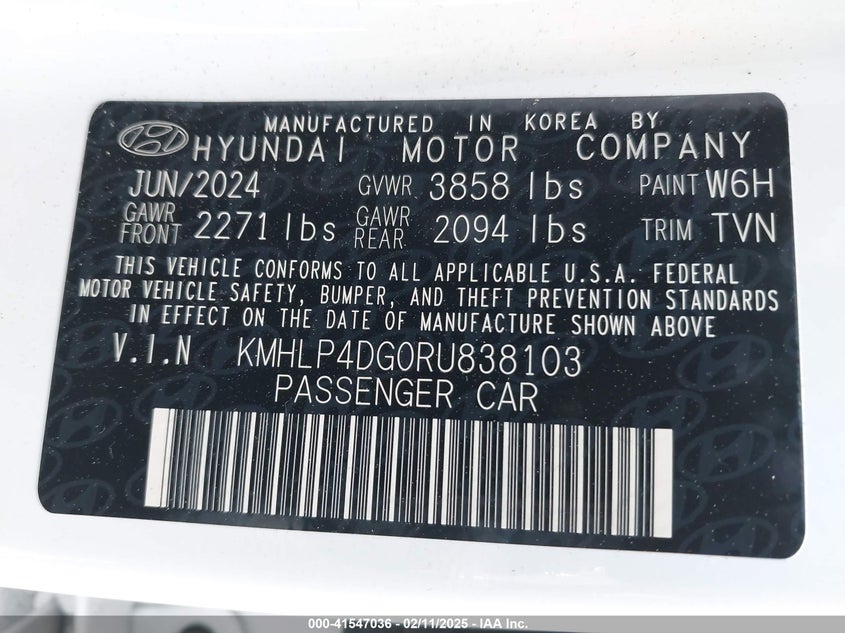 MANUFACTURED IN KOREA BY
HYUNDAI MOTOR COMPANY
JUN/2024 GVWR 3858 lbs PAINT W6H
GAWR FRONT 2271 lbs GAWR REAR 2094 lbs TRIM TVN
THIS VEHICLE CONFORMS TO ALL APPLICABLE U.S.A. FEDERAL
MOTOR VEHICLE SAFETY, BUMPER, AND THEFT PREVENTION STANDARDS
IN EFFECT ON THE DATE OF MANUFACTURE SHOWN ABOVE.
V.I.N KMHLP4DG0RU838103
PASSENGER CAR
000-41547036 - 02/11/2025 - IAA Inc.